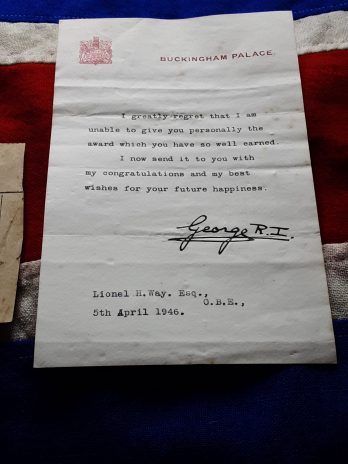 BUCKINGHAM PALACE.
I greatly regret that I am
unable to give you personally the
award which you have so well earned.
I now send it to you with
my congratulations and my best
wishes for your future happiness.
George R.I.
Lionel H.Way. Esq.,
O.B.E.,
5th April 1946.